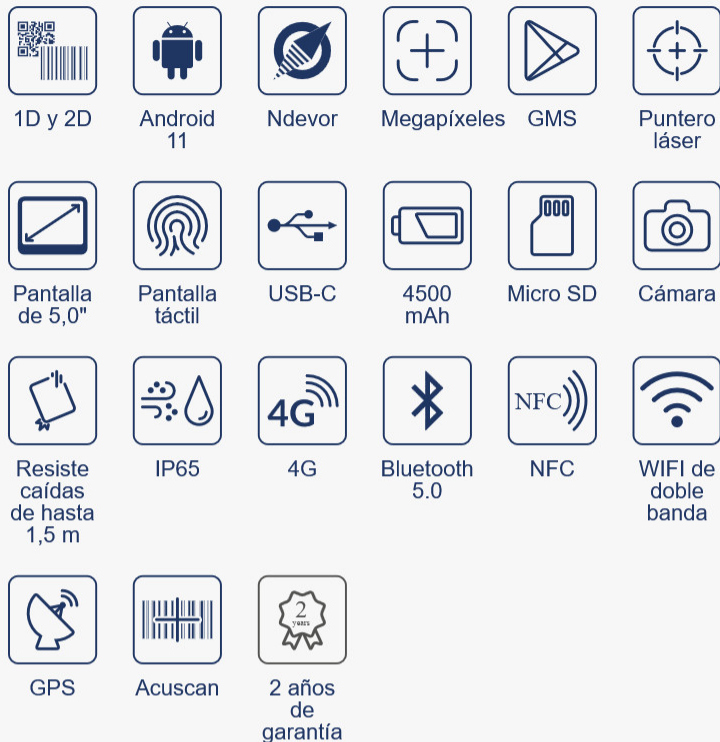 1D y 2D
Android
11
Ndevor
Megapíxeles
GMS
Puntero
láser
Pantalla
de 5,0"
Pantalla
táctil
USB-C
4500
mAh
Micro SD
Cámara
4G
NFC
Resiste
caídas
de hasta
1,5 m
IP65
4G
Bluetooth
5.0
NFC
WIFI de
doble
banda
2
years
GPS
Acuscan
2 años
de
garantía